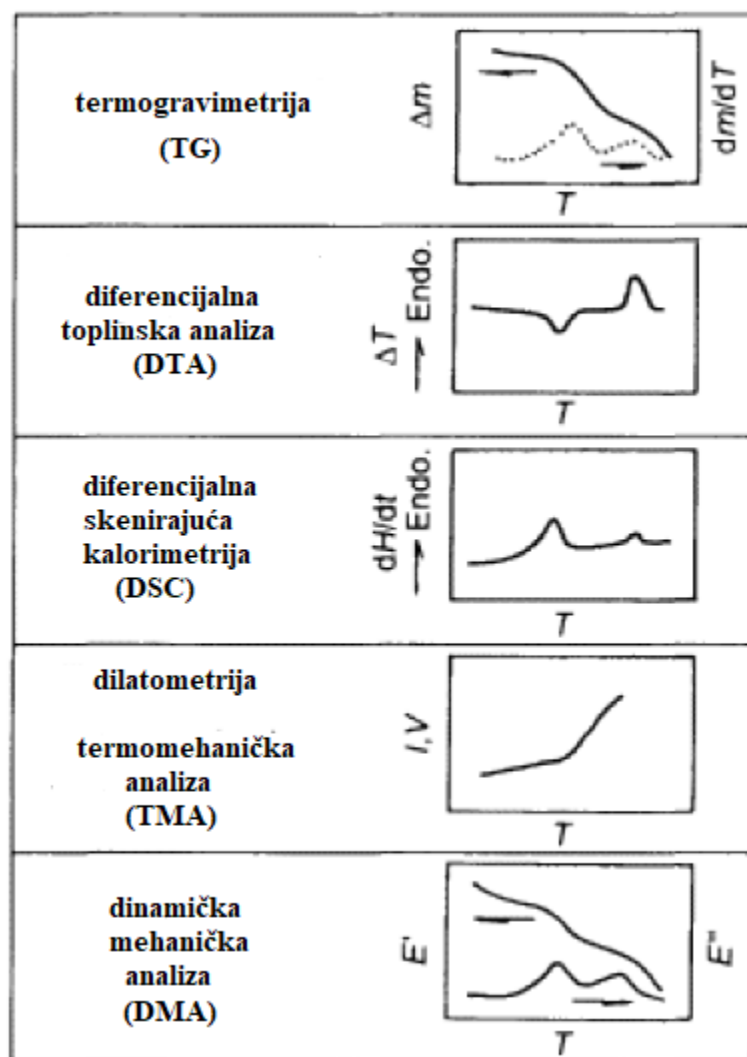 termogravimetrija
(TG)
Δm
dm/dT
T
diferencijalna
toplinska analiza
(DTA)
ΔT
Endo.
T
diferencijalna
skenirajuća
kalorimetrija
(DSC)
dH/dt
Endo.
T
dilatometrija
termomehanička
analiza
(TMA)
l,V
T
dinamička
mehanička
analiza
(DMA)
E'
E"
T